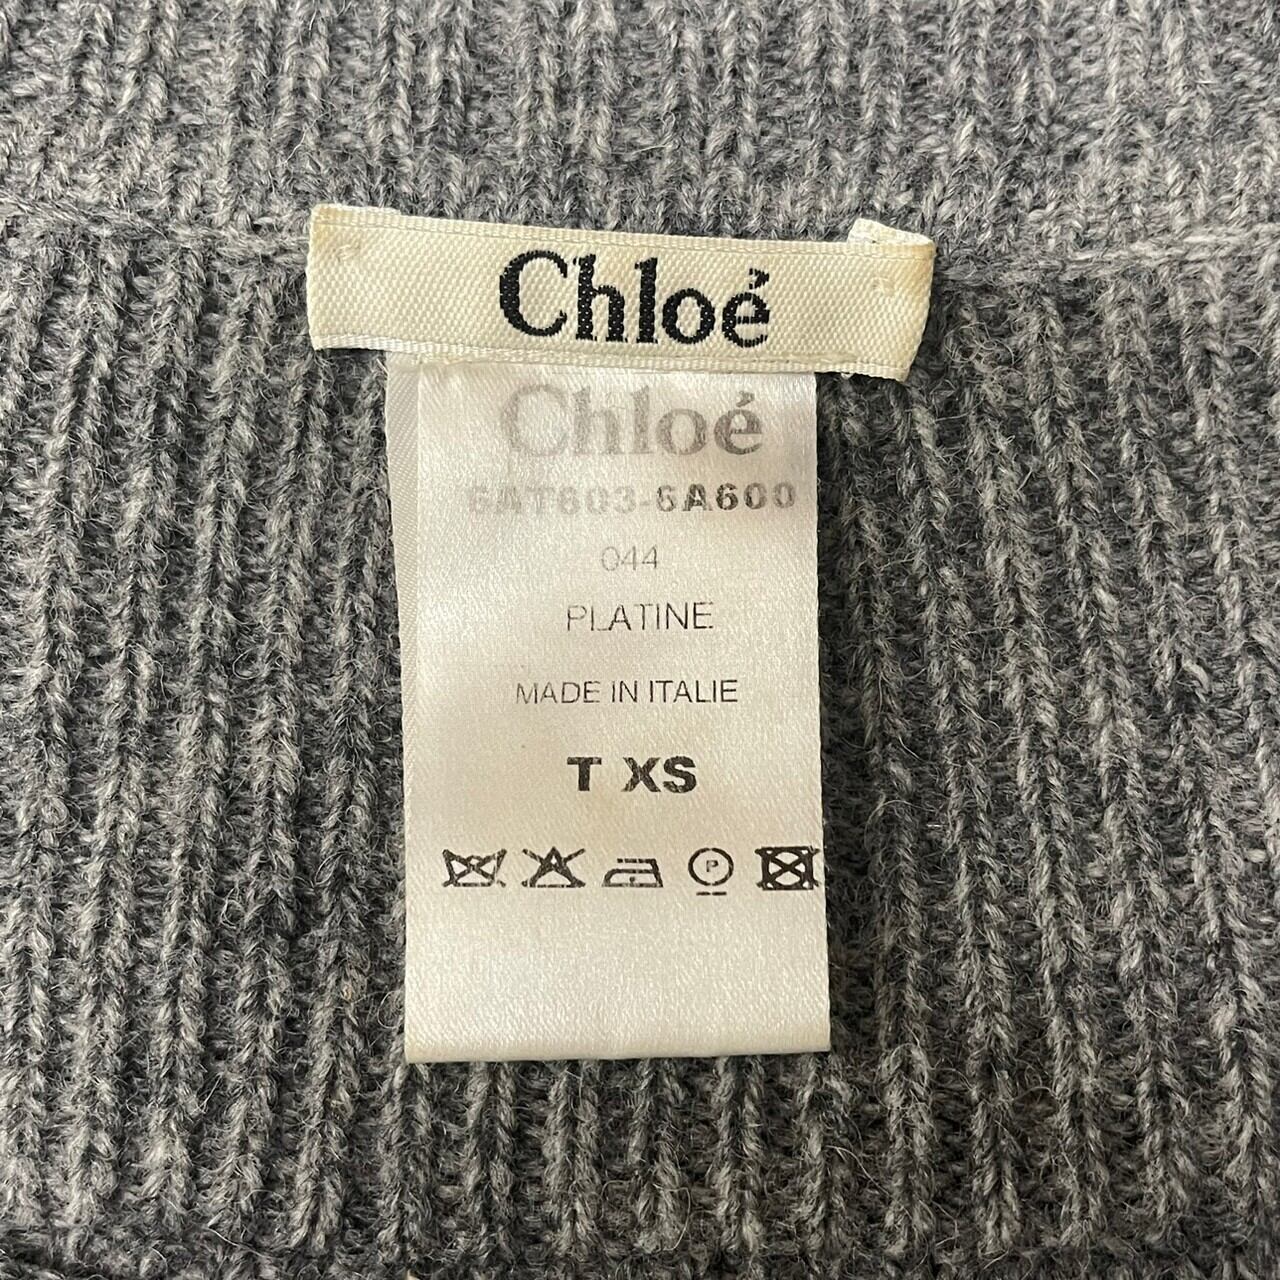 Chloé
Chloé
6AT603-6A600
044
PLATINE
MADE IN ITALIE
T XS
P